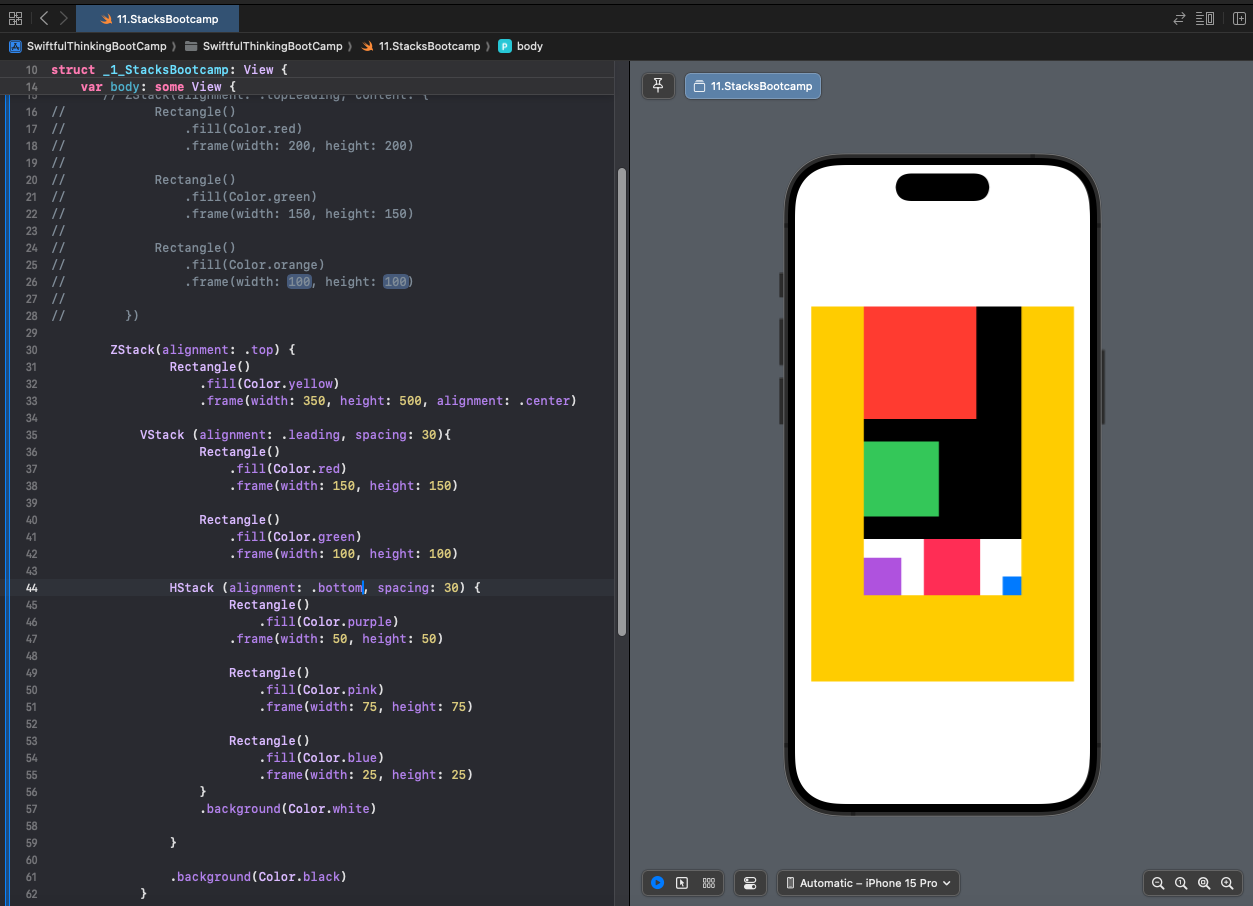 11.StacksBootcamp
SwiftfulThinkingBootCamp 〉 SwiftfulThinkingBootCamp 〉 11.StacksBootcamp 〉 P body
10 struct _1_StacksBootcamp: View {
14 var body: some View {
15 // ZStack(alignment: .topLeading, content: {
16 // Rectangle()
17 // .fill(Color.red)
18 // .frame(width: 200, height: 200)
19 //
20 // Rectangle()
21 // .fill(Color.green)
22 // .frame(width: 150, height: 150)
23 //
24 // Rectangle()
25 // .fill(Color.orange)
26 // .frame(width: 100, height: 100)
27 //
28 // })
29
30 ZStack(alignment: .top) {
31 Rectangle()
32 .fill(Color.yellow)
33 .frame(width: 350, height: 500, alignment: .center)
34
35 VStack (alignment: .leading, spacing: 30){
36 Rectangle()
37 .fill(Color.red)
38 .frame(width: 150, height: 150)
39
40 Rectangle()
41 .fill(Color.green)
42 .frame(width: 100, height: 100)
43
44 HStack (alignment: .bottom, spacing: 30) {
45 Rectangle()
46 .fill(Color.purple)
47 .frame(width: 50, height: 50)
48
49 Rectangle()
50 .fill(Color.pink)
51 .frame(width: 75, height: 75)
52
53 Rectangle()
54 .fill(Color.blue)
55 .frame(width: 25, height: 25)
56 }
57 .background(Color.white)
58
59 }
60
61 .background(Color.black)
62 }
11.StacksBootcamp
Automatic – iPhone 15 Pro